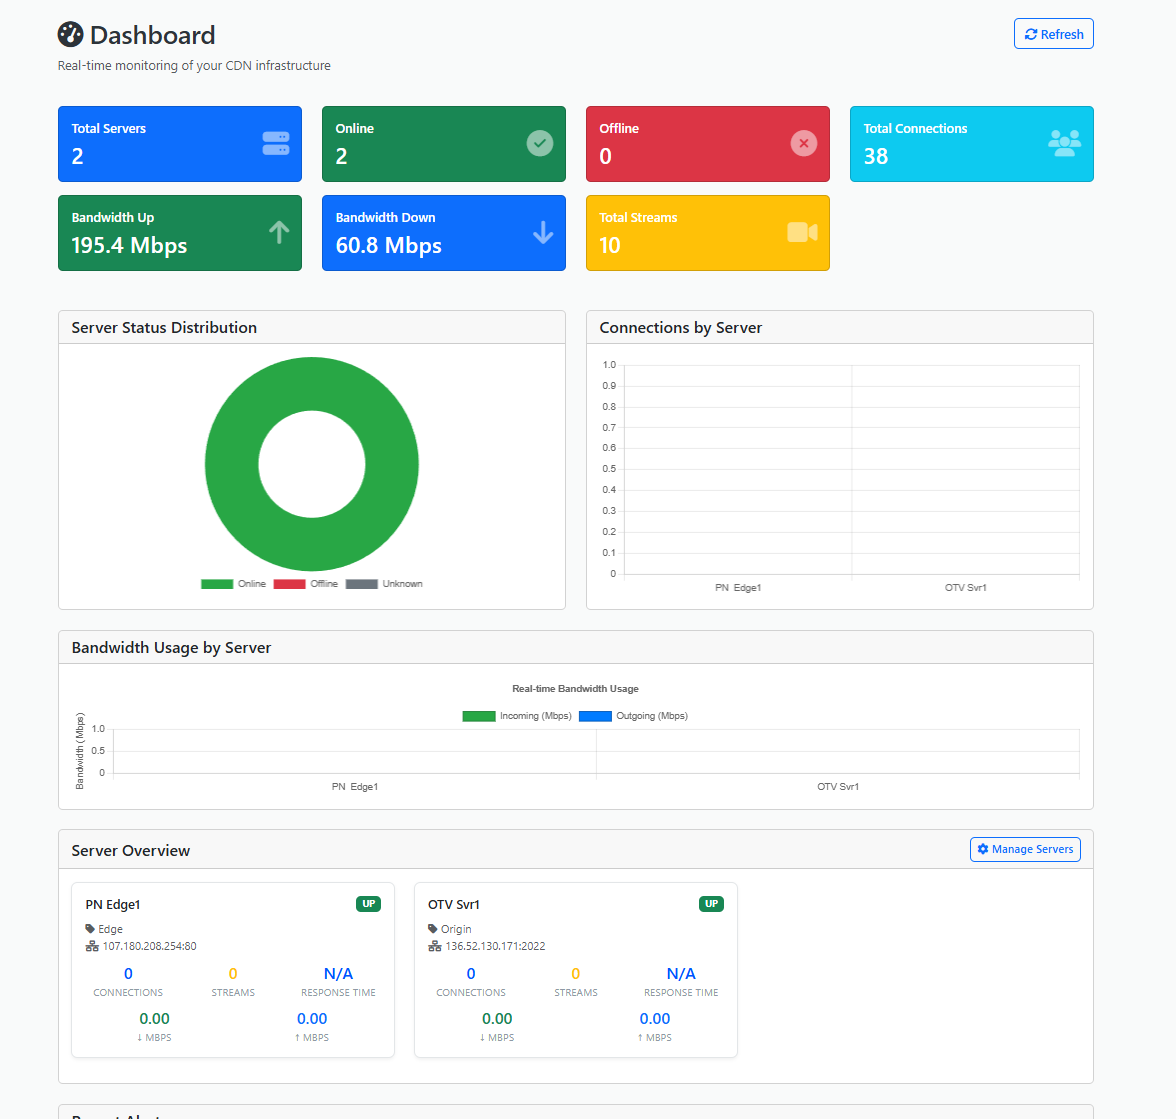 Dashboard
Refresh
Real-time monitoring of your CDN infrastructure
Total Servers
2
Online
2
Offline
0
Total Connections
38
Bandwidth Up
195.4 Mbps
Bandwidth Down
60.8 Mbps
Total Streams
10
Server Status Distribution
Online Offline Unknown
Connections by Server
1.0
0.9
0.8
0.7
0.6
0.5
0.4
0.3
0.2
0.1
0
PN Edge1 OTV Svr1
Bandwidth Usage by Server
Real-time Bandwidth Usage
Incoming (Mbps) Outgoing (Mbps)
Bandwidth (Mbps)
1.0
0.5
0
PN Edge1 OTV Svr1
Server Overview
Manage Servers
PN Edge1 UP
Edge
107.180.208.254:80
0 0 N/A
CONNECTIONS STREAMS RESPONSE TIME
0.00 0.00
↓ MBPS ↑ MBPS
OTV Svr1 UP
Origin
136.52.130.171:2022
0 0 N/A
CONNECTIONS STREAMS RESPONSE TIME
0.00 0.00
↓ MBPS ↑ MBPS